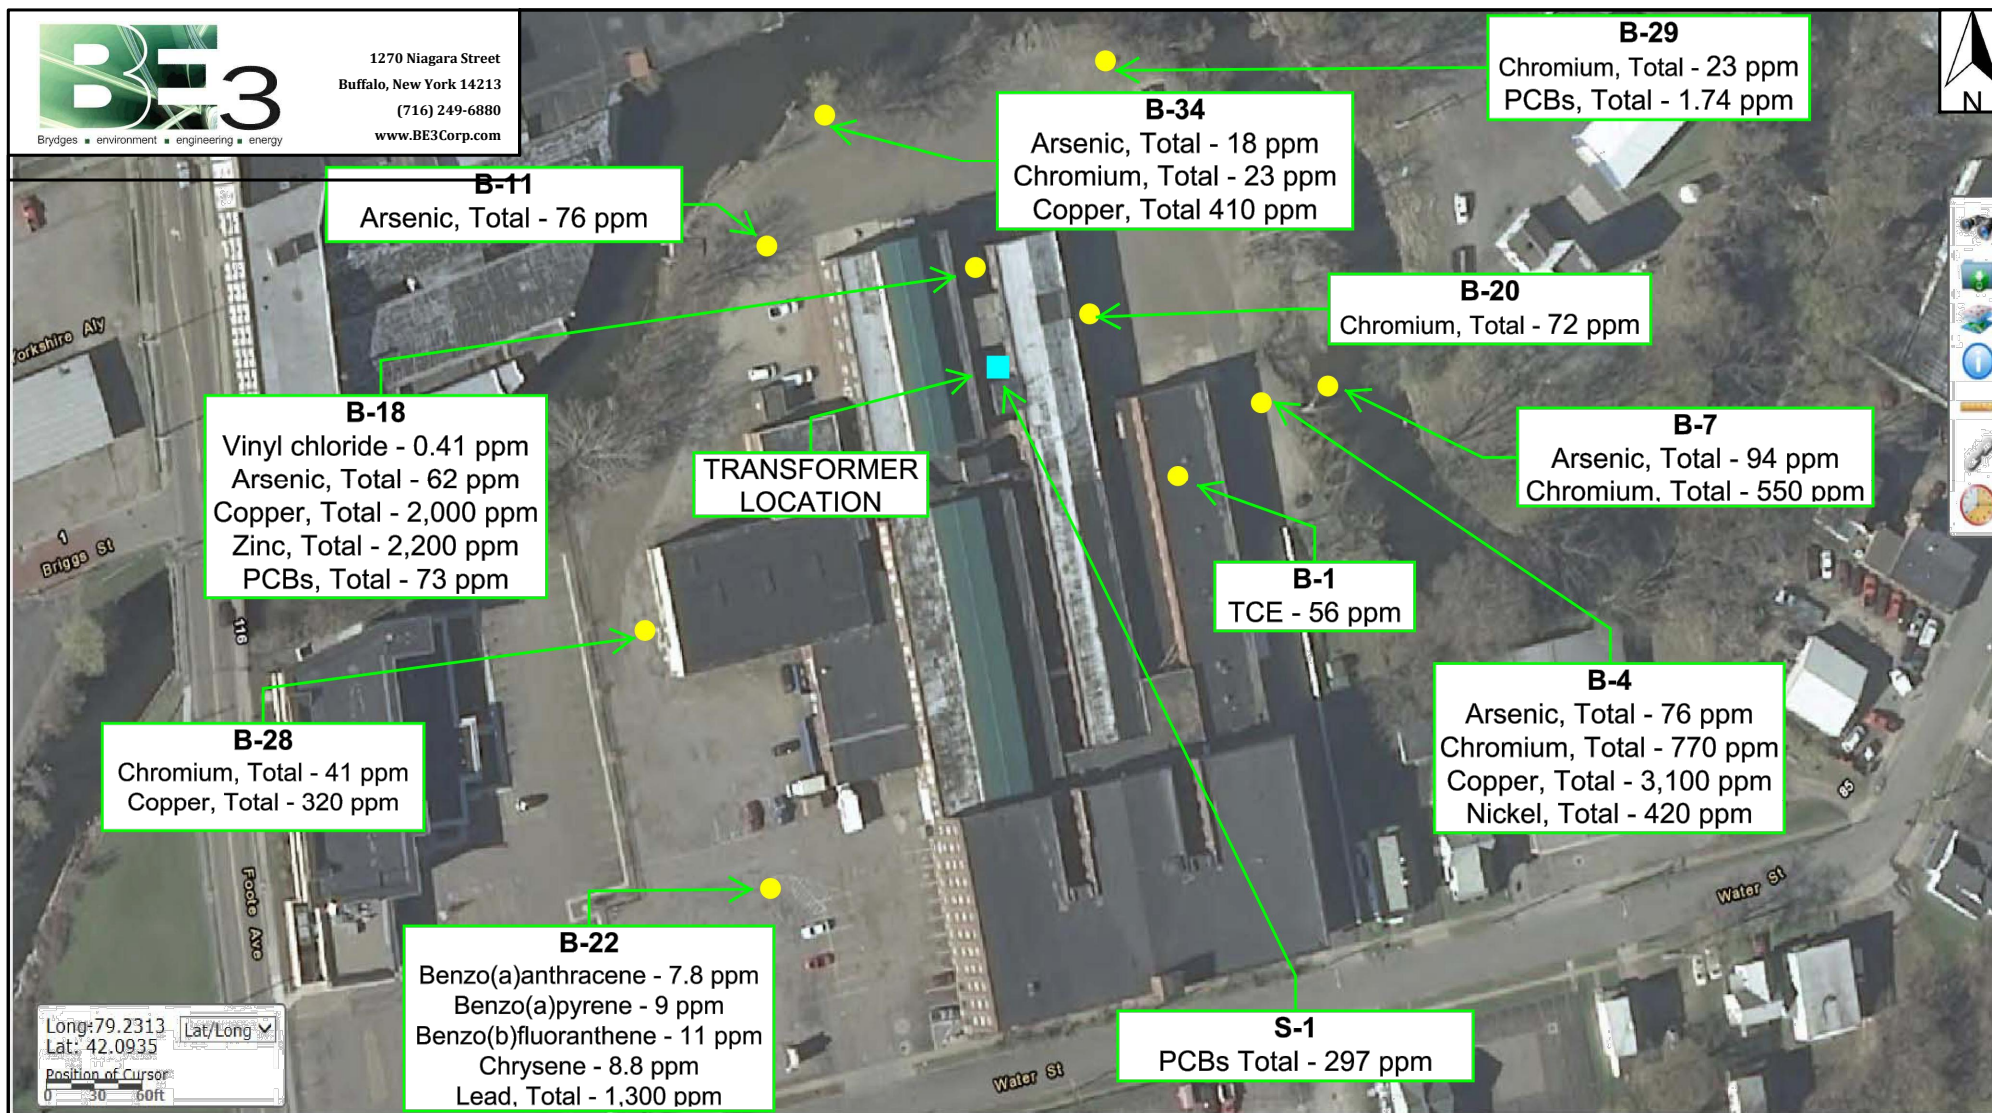 BE3
Brydges ▪ environment ▪ engineering ▪ energy
1270 Niagara Street
Buffalo, New York 14213
(716) 249-6880
www.BE3Corp.com
B-29
Chromium, Total - 23 ppm
PCBs, Total - 1.74 ppm
N
B-34
Arsenic, Total - 18 ppm
Chromium, Total - 23 ppm
Copper, Total 410 ppm
B-11
Arsenic, Total - 76 ppm
B-20
Chromium, Total - 72 ppm
Yorkshire Aly
B-18
Vinyl chloride - 0.41 ppm
Arsenic, Total - 62 ppm
Copper, Total - 2,000 ppm
Zinc, Total - 2,200 ppm
PCBs, Total - 73 ppm
TRANSFORMER
LOCATION
B-7
Arsenic, Total - 94 ppm
Chromium, Total - 550 ppm
1
Briggs St
116
B-1
TCE - 56 ppm
B-4
Arsenic, Total - 76 ppm
Chromium, Total - 770 ppm
Copper, Total - 3,100 ppm
Nickel, Total - 420 ppm
B-28
Chromium, Total - 41 ppm
Copper, Total - 320 ppm
85
Foote Ave
Water St
B-22
Benzo(a)anthracene - 7.8 ppm
Benzo(a)pyrene - 9 ppm
Benzo(b)fluoranthene - 11 ppm
Chrysene - 8.8 ppm
Lead, Total - 1,300 ppm
S-1
PCBs Total - 297 ppm
Water St
Long:79.2313
Lat: 42.0935
Lat/Long
Position of Cursor
0 30 60ft